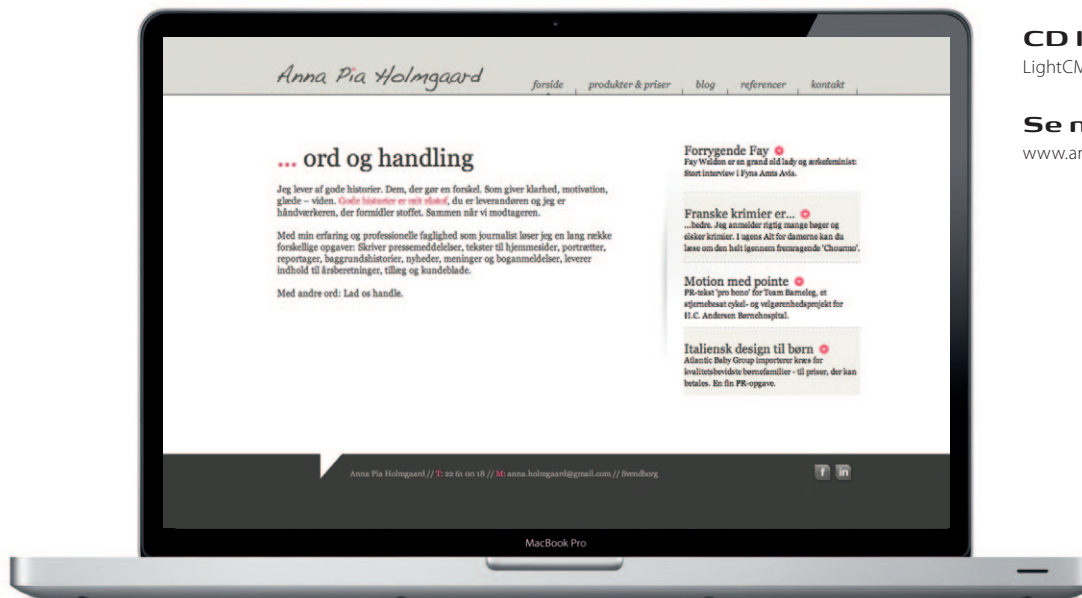 Anna Pia Holmgaard
forside
produkter & priser
blog
referencer
kontakt
... ord og handling
Jeg lever af gode historier. Dem, der gør en forskel. Som giver klarhed, motivation,
glæde – viden. Gode historier er mit råstof, du er leverandøren og jeg er
håndværkeren, der formidler stoffet. Sammen når vi modtageren.
Med min erfaring og professionelle faglighed som journalist løser jeg en lang række
forskellige opgaver: Skriver pressemeddelelser, tekster til hjemmesider, portrætter,
reportager, baggrundshistorier, nyheder, meninger og boganmeldelser, leverer
indhold til årsberetninger, tillæg og kundeblade.
Med andre ord: Lad os handle.
Forrygende Fay
Fay Weldon er en grand old lady og ærkefeminist:
Stort interview i Fyns Amts Avis.
Franske krimier er...
...bedre. Jeg anmelder rigtig mange bøger og
elsker krimier. I ugens Alt for damerne kan du
læse om den helt igennem fremragende 'Chourmo'.
Motion med pointe
PR-tekst 'pro bono' for Team Barneleg, et
stjernebesat cykel- og velgørenhedsprojekt for
H.C. Andersen Børnehospital.
Italiensk design til børn
Atlantic Baby Group importerer kræs for
kvalitetsbevidste børnefamilier - til priser, der kan
betales. En fin PR-opgave.
Anna Pia Holmgaard // T: 22 61 00 18 // M: anna.holmgaard@gmail.com // Svendborg
f in
MacBook Pro
CD
LightCM
Se
www.an